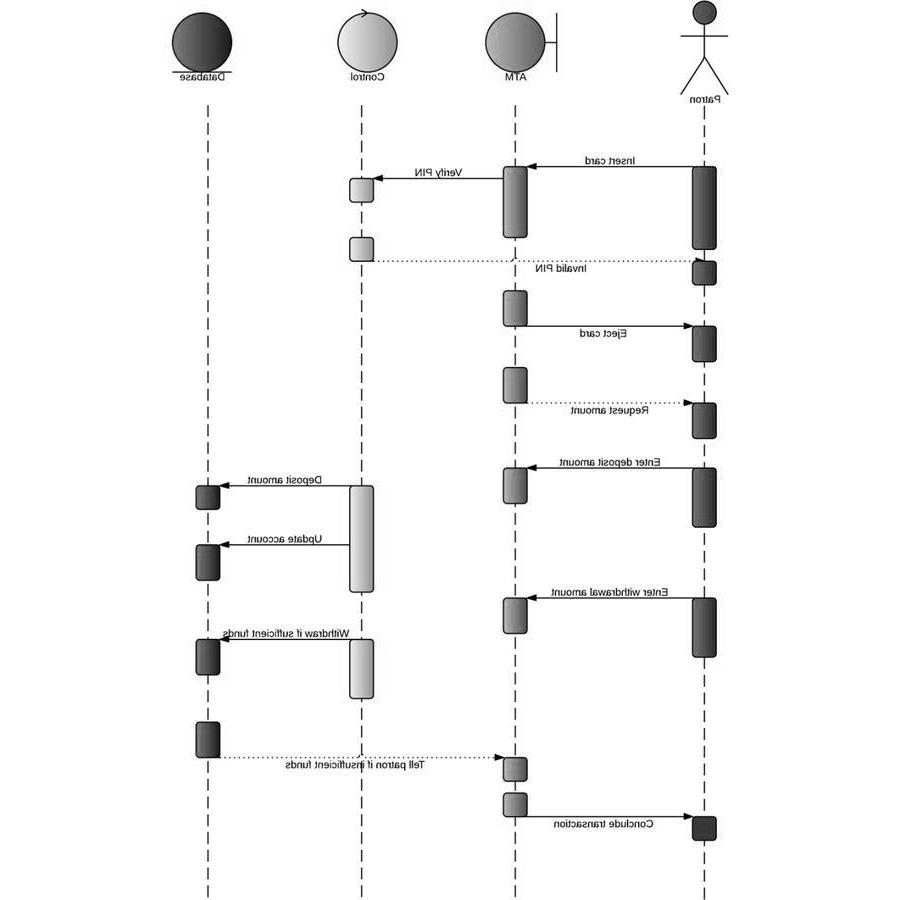 Patron
ATM
Control
Database
Insert card
Verify PIN
Invalid PIN
Eject card
Request amount
Enter deposit amount
Deposit amount
Update account
Enter withdrawal amount
Withdraw if sufficient funds
Tell patron if insufficient funds
Conclude transaction